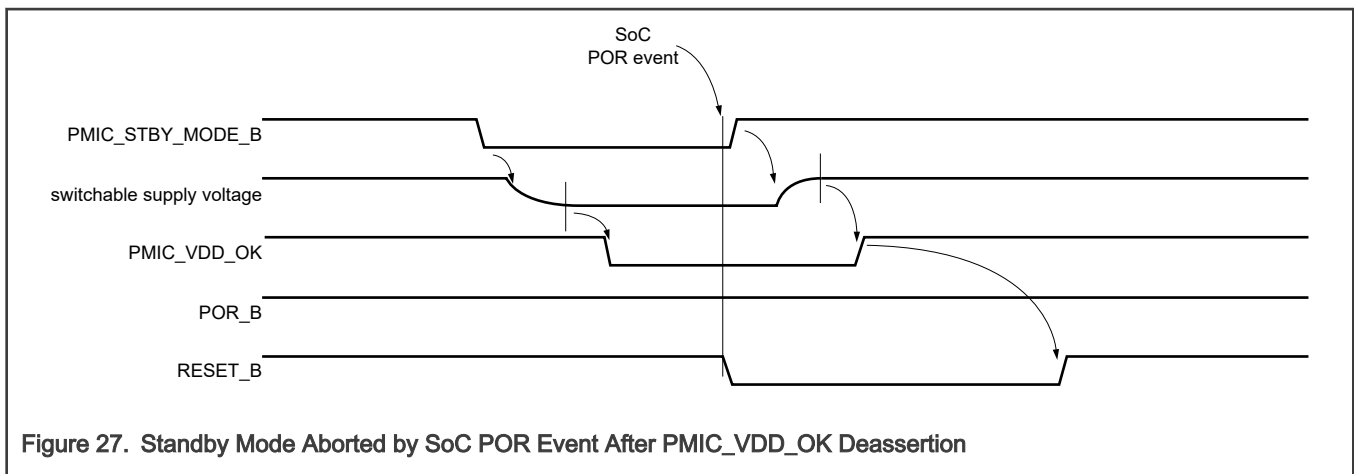 SoC
POR event
PMIC_STBY_MODE_B
switchable supply voltage
PMIC_VDD_OK
POR_B
RESET_B
Figure 27. Standby Mode Aborted by SoC POR Event After PMIC_VDD_OK Deassertion